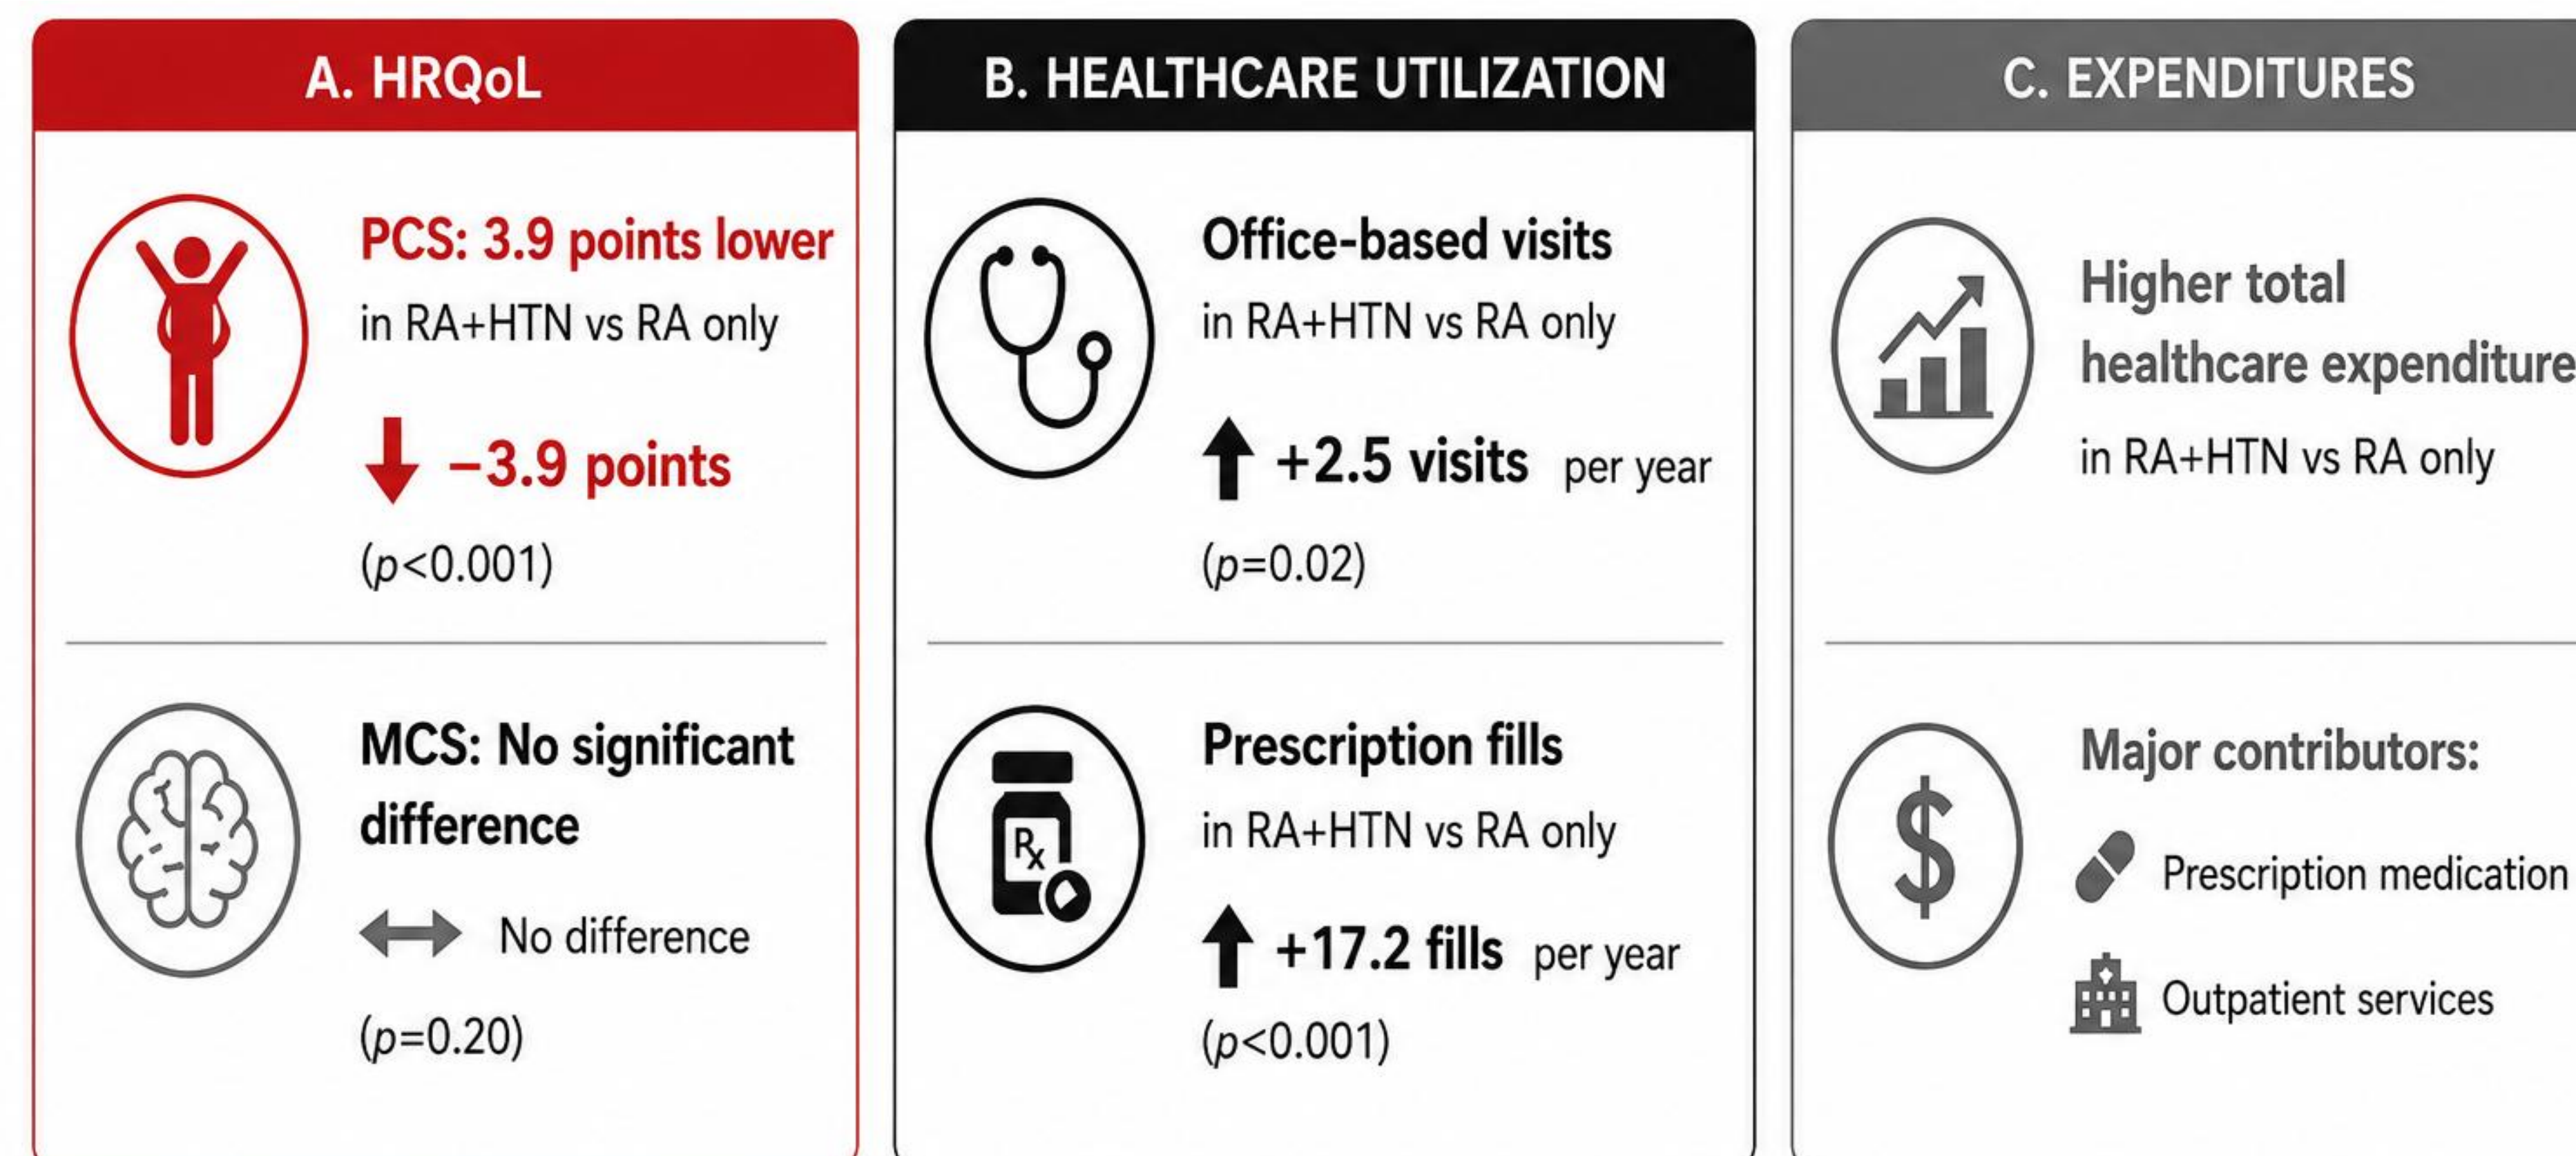 A. HRQoL
PCS: 3.9 points lower
in RA+HTN vs RA only
−3.9 points
(p<0.001)
MCS: No significant
difference
No difference
(p=0.20)
B. HEALTHCARE UTILIZATION
Office-based visits
in RA+HTN vs RA only
+2.5 visits per year
(p=0.02)
Prescription fills
in RA+HTN vs RA only
Rx
+17.2 fills per year
(p<0.001)
C. EXPENDITURES
Higher total
healthcare expenditure
in RA+HTN vs RA only
$
Major contributors:
Prescription medication
Outpatient services